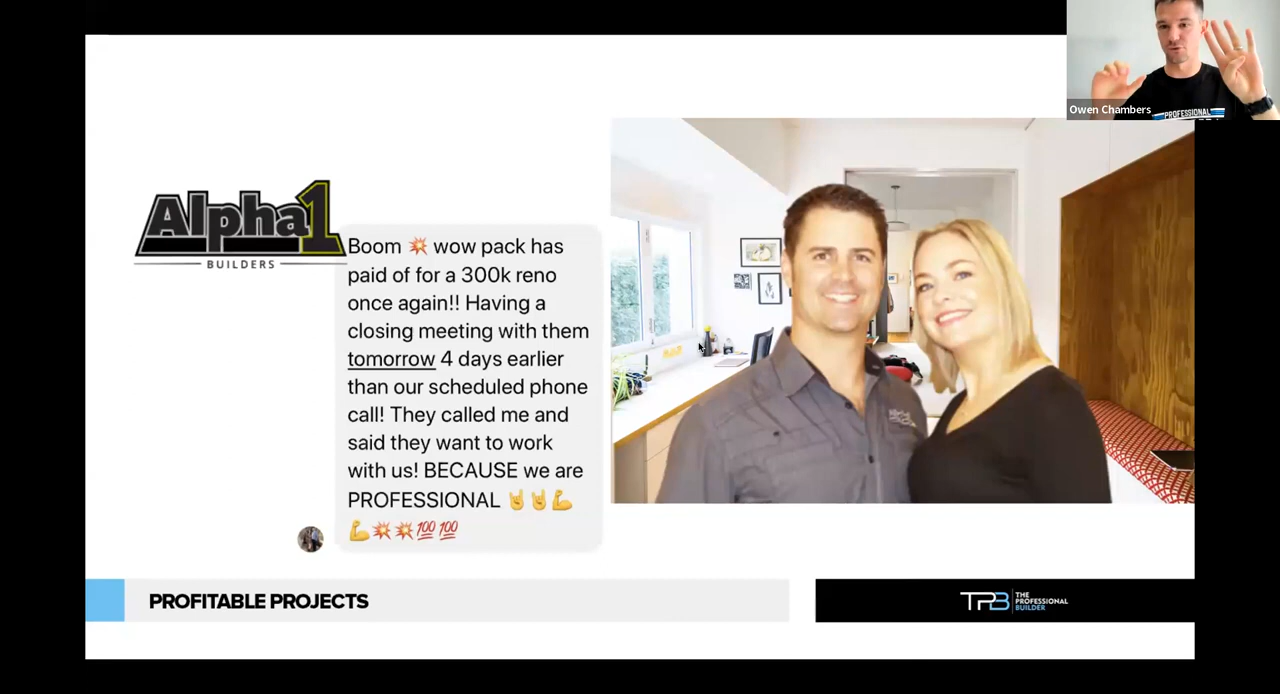 Owen Chambers
PROFESSIONAL
Alpha1
BUILDERS
Boom 💥 wow pack has
paid of for a 300k reno
once again!! Having a
closing meeting with them
tomorrow 4 days earlier
than our scheduled phone
call! They called me and
said they want to work
with us! BECAUSE we are
PROFESSIONAL 🤘🤘💪
💪💥💥💯💯
PROFITABLE PROJECTS
TPB THE
PROFESSIONAL
BUILDER